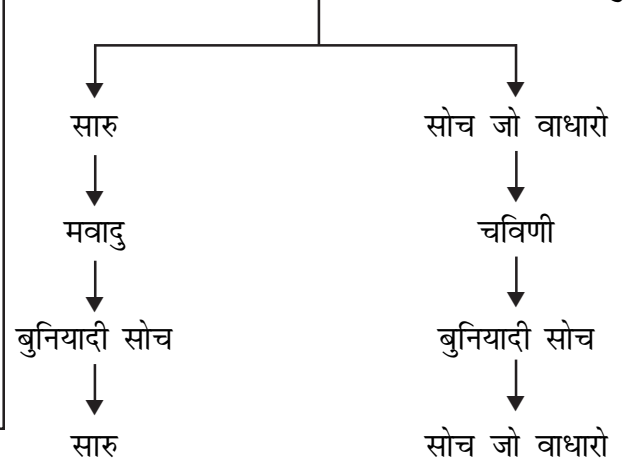 सारु सोच जो वाधारो
मवादु चविणी
बुनियादी सोच बुनियादी सोच
सारु सोच जो वाधारो